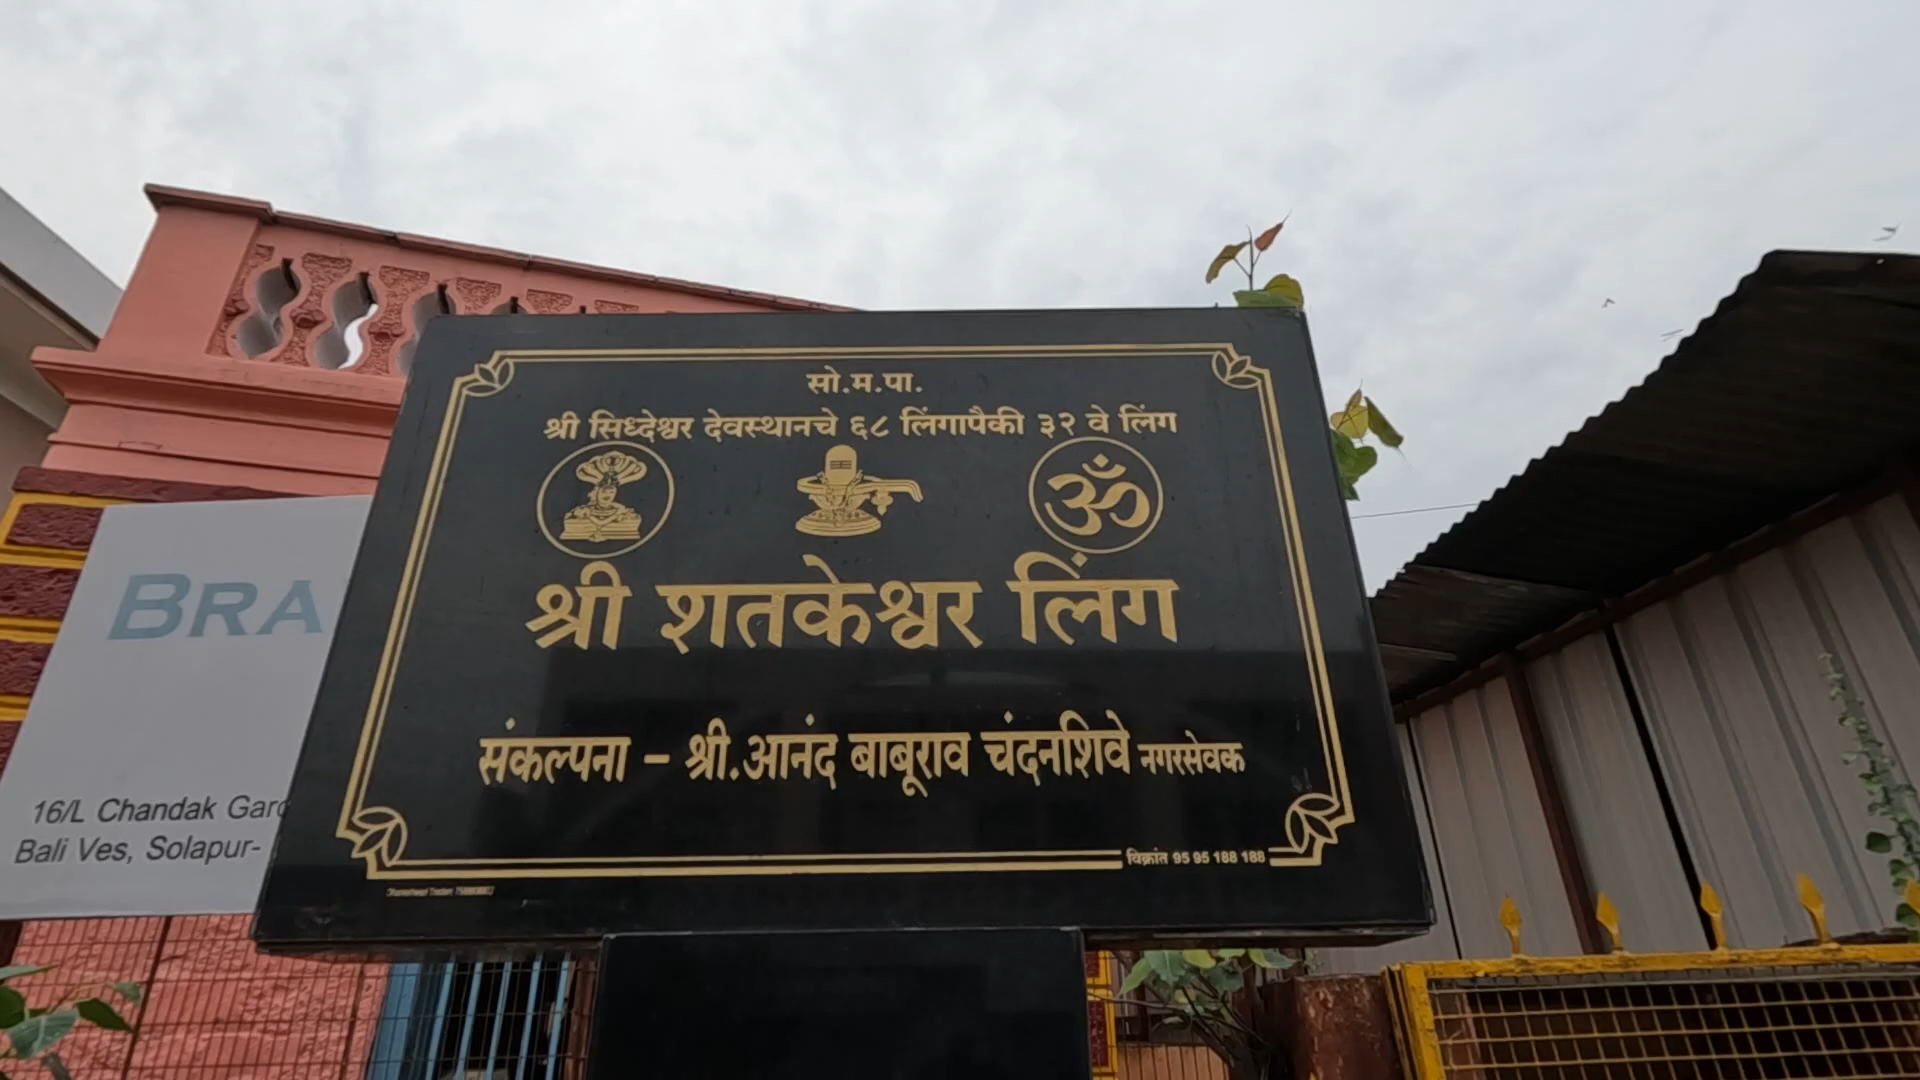 सो.म.पा.
श्री सिध्देश्वर देवस्थानचे ६८ लिंगापैकी ३२ वे लिंग
ॐ
श्री शतकेश्वर लिंग
संकल्पना - श्री.आनंद बाबूराव चंदनशिवे नगरसेवक
विक्रांत 95 95 188 188
BRA
16/L Chandak Gar
Bali Ves, Solapur-